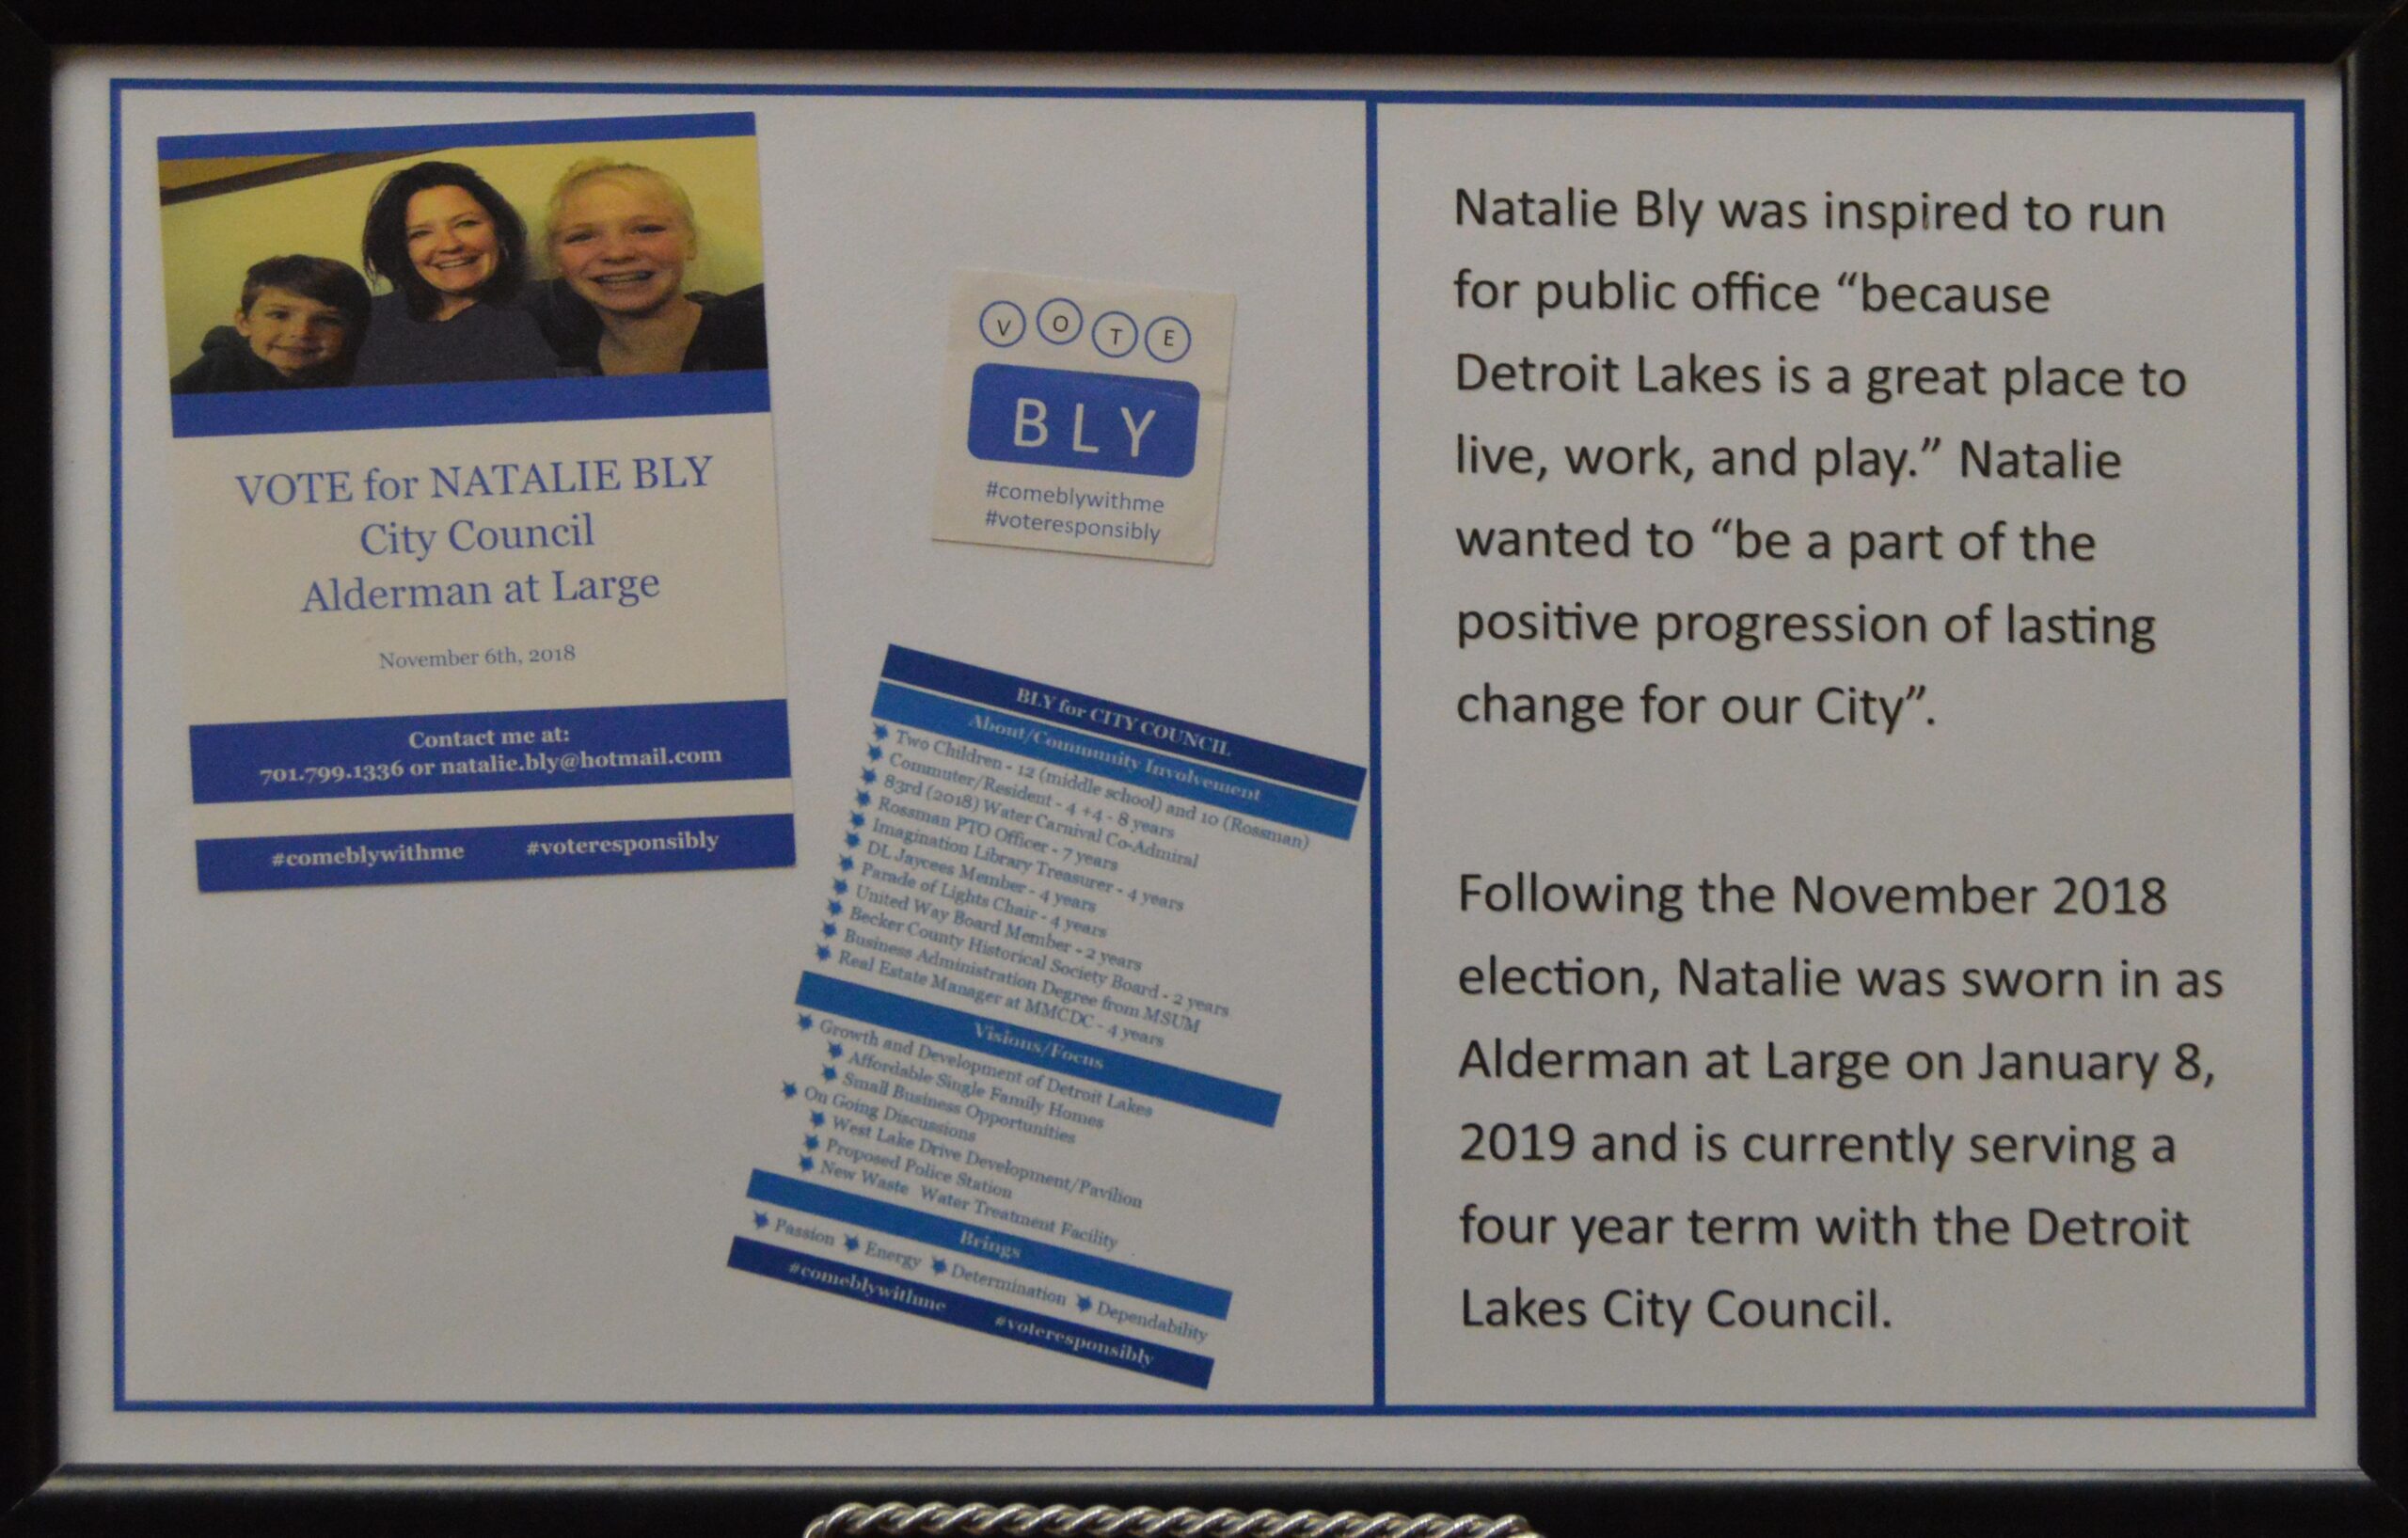 VOTE for NATALIE BLY
City Council
Alderman at Large
November 6th, 2018
Contact me at:
701.799.1336 or natalie.bly@hotmail.com
#comeblywithme #voteresponsibly
VOTE
BLY
#comeblywithme
#voteresponsibly
BLY for CITY COUNCIL
About/Community Involvement
Two Children - 12 (middle school) and 10 (Rossman)
Commuter/Resident - 4 +4 - 8 years
83rd (2018) Water Carnival Co-Admiral
Rossman PTO Officer - 7 years
Imagination Library Treasurer - 4 years
DL Jaycees Member - 4 years
Parade of Lights Chair - 4 years
United Way Board Member - 2 years
Becker County Historical Society Board - 2 years
Business Administration Degree from MSUM
Real Estate Manager at MMCDC - 4 years
Visions/Focus
Growth and Development of Detroit Lakes
Affordable Single Family Homes
Small Business Opportunities
On Going Discussions
West Lake Drive Development/Pavilion
Proposed Police Station
New Waste Water Treatment Facility
Brings
Passion Energy Determination Dependability
#comeblywithme #voteresponsibly
Natalie Bly was inspired to run
for public office “because
Detroit Lakes is a great place to
live, work, and play.” Natalie
wanted to “be a part of the
positive progression of lasting
change for our City”.
Following the November 2018
election, Natalie was sworn in as
Alderman at Large on January 8,
2019 and is currently serving a
four year term with the Detroit
Lakes City Council.